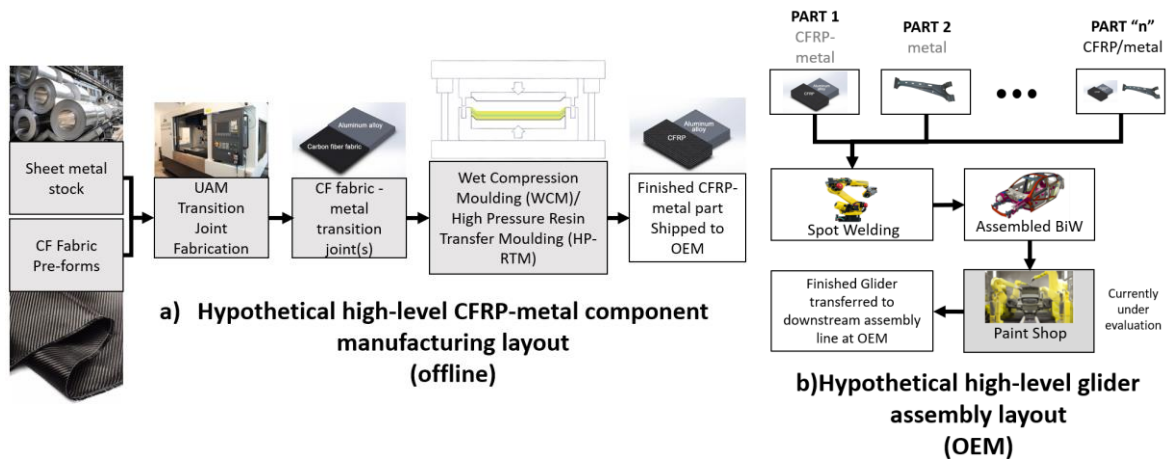 Sheet metal
stock
CF Fabric
Pre-forms
UAM
Transition
Joint
Fabrication
Aluminum alloy
Carbon fiber fabric
CF fabric -
metal
transition
joint(s)
Wet Compression
Moulding (WCM)/
High Pressure Resin
Transfer Moulding (HP-
RTM)
Aluminum alloy
CFRP
Finished CFRP-
metal part
Shipped to
OEM
a) Hypothetical high-level CFRP-metal component
manufacturing layout
(offline)
PART 1
CFRP-
metal
CFRP
PART 2
metal
PART “n”
CFRP/metal
Spot Welding
Assembled BiW
Finished Glider
transferred to
downstream assembly
line at OEM
Paint Shop
Currently
under
evaluation
b)Hypothetical high-level glider
assembly layout
(OEM)